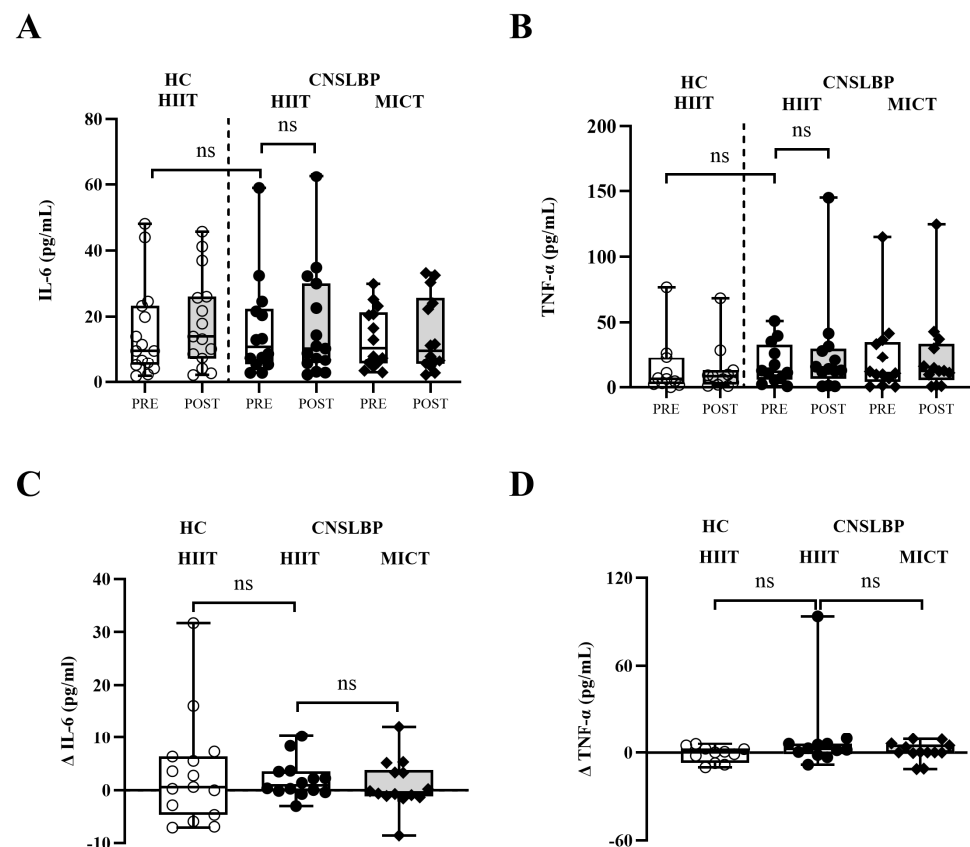 A
HC
CNSLBP
HIIT
HIIT
MICT
ns
ns
IL-6 (pg/mL)
80
60
40
20
0
PRE
POST
PRE
POST
PRE
POST
B
HC
CNSLBP
HIIT
HIIT
MICT
ns
ns
TNF-α (pg/mL)
200
150
100
50
0
PRE
POST
PRE
POST
PRE
POST
C
HC
CNSLBP
HIIT
HIIT
MICT
ns
ns
Δ IL-6 (pg/ml)
40
30
20
10
0
-10
D
HC
CNSLBP
HIIT
HIIT
MICT
ns
ns
Δ TNF-α (pg/mL)
120
60
0
-60